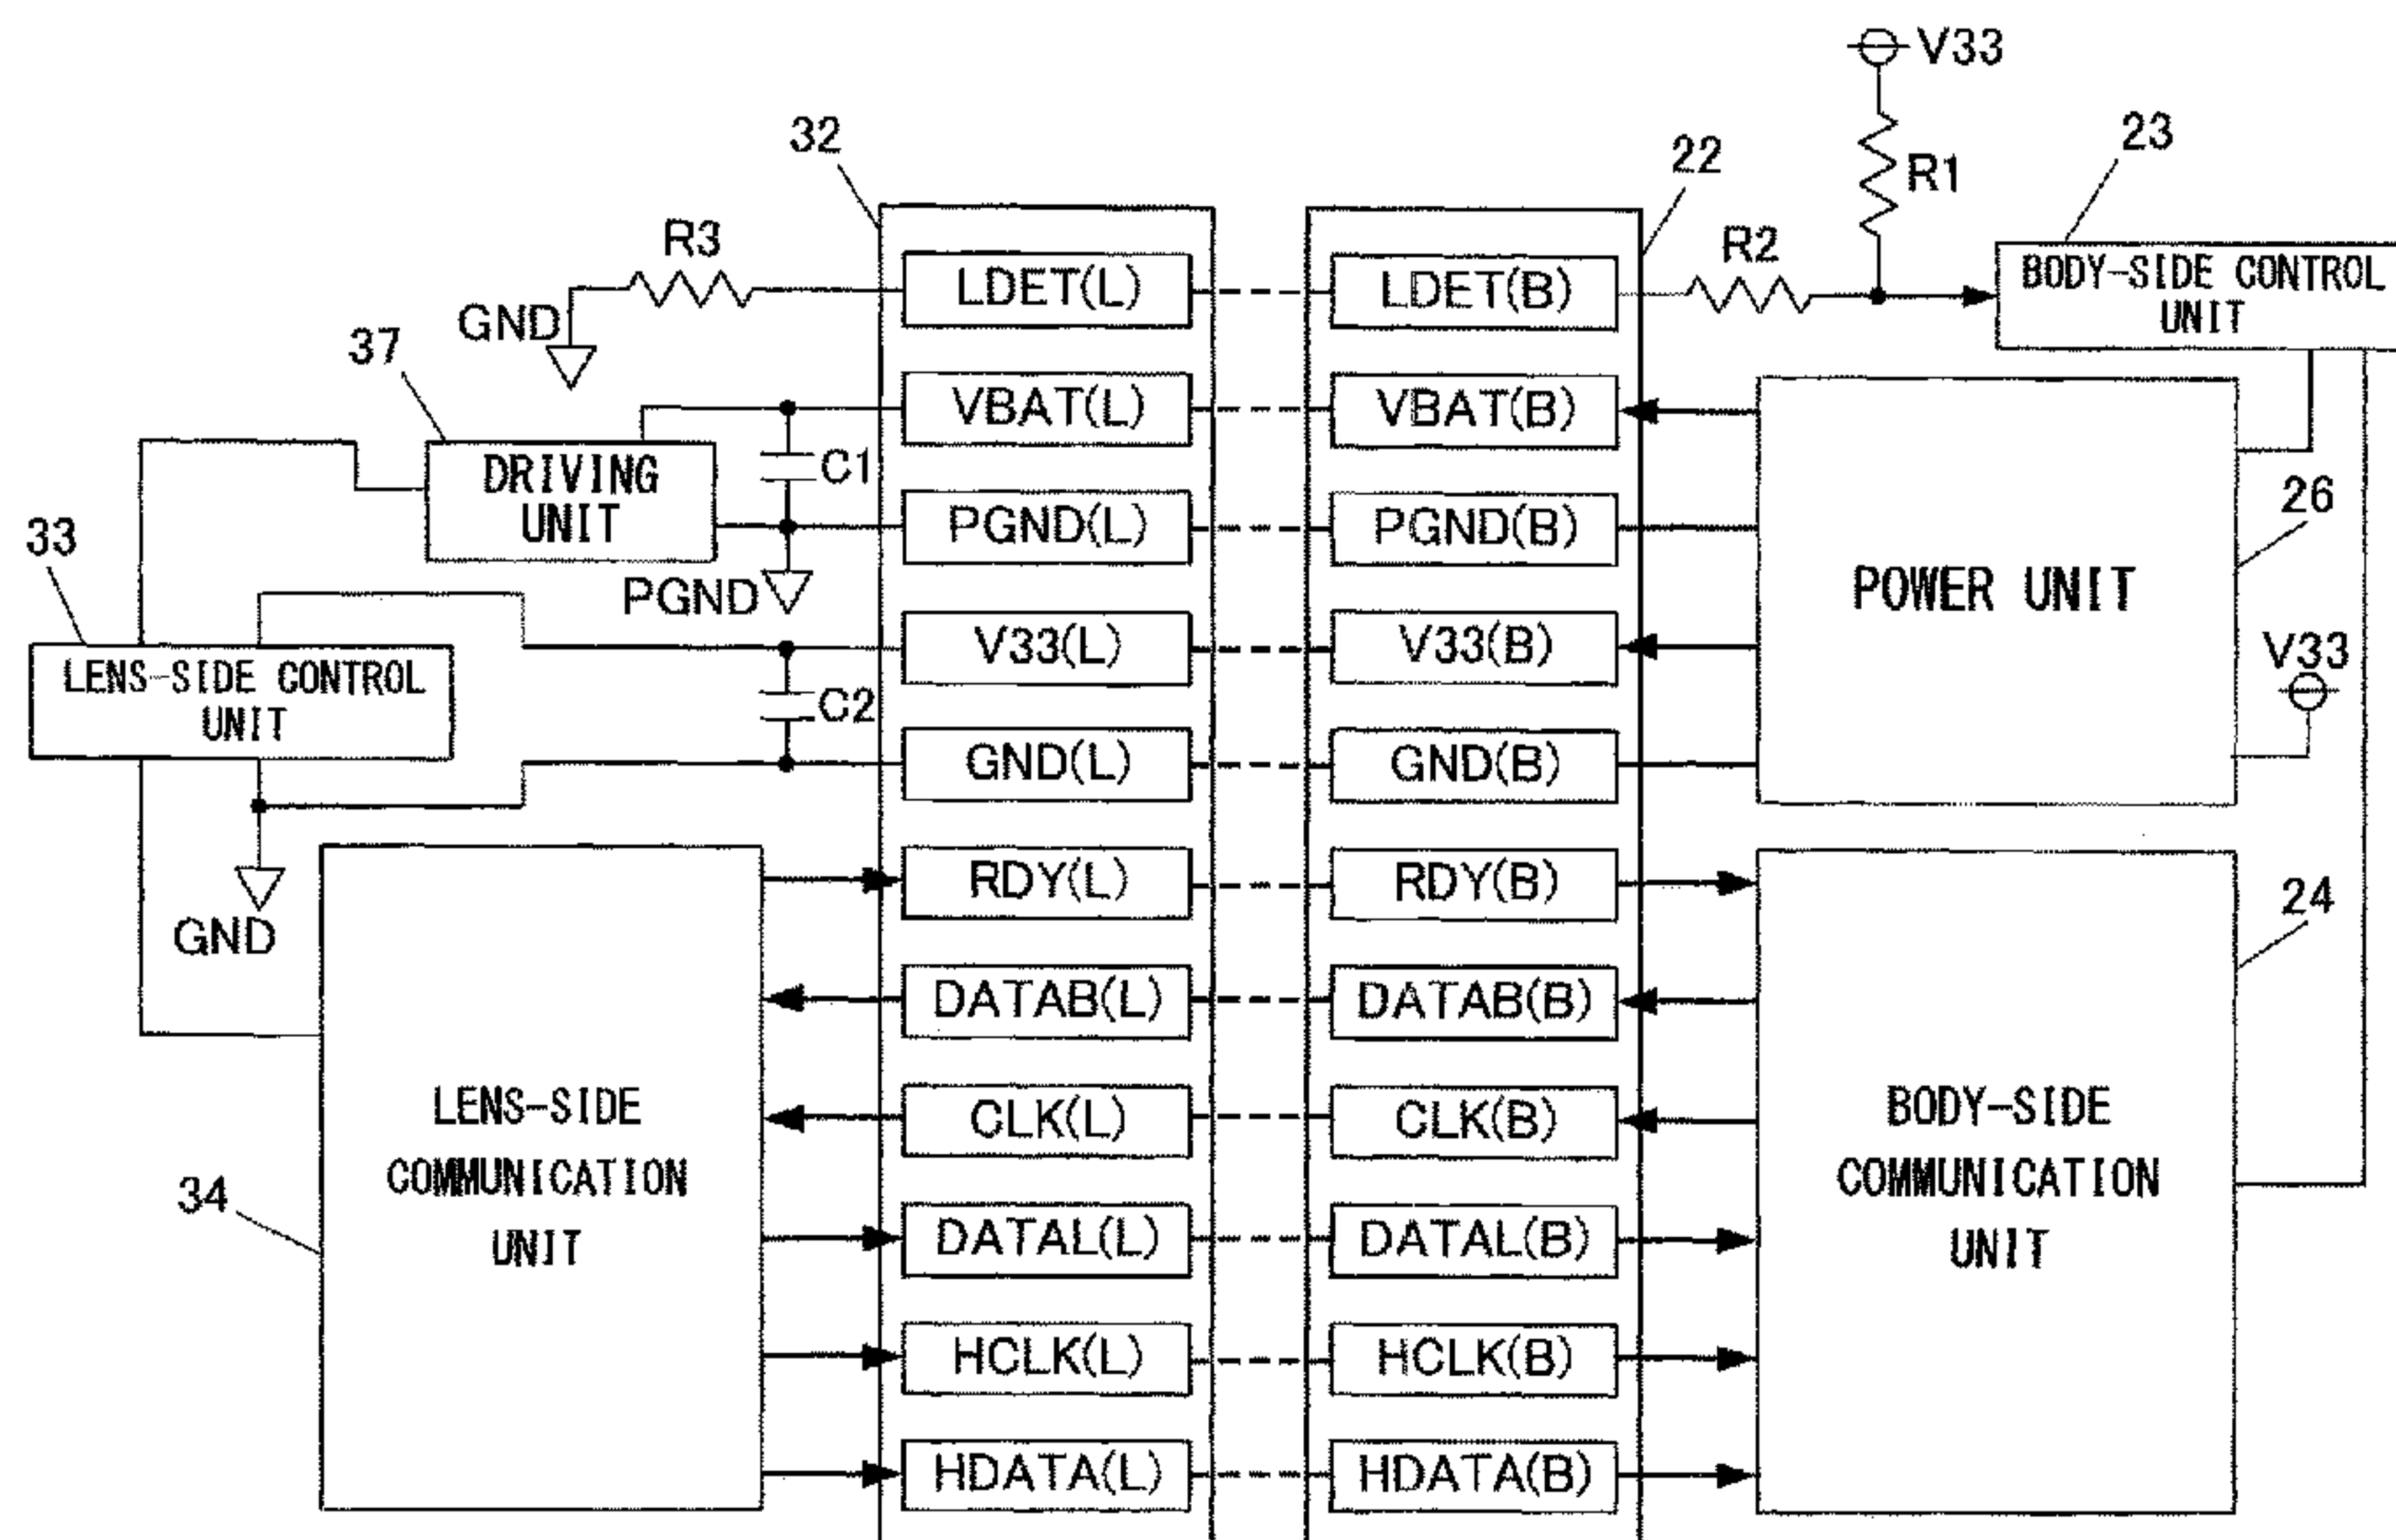 V33
32
22
23
R1
R3
R2
LDET(L)
LDET(B)
BODY-SIDE CONTROL
UNIT
GND
37
VBAT(L)
VBAT(B)
DRIVING
UNIT
C1
26
PGND(L)
PGND(B)
33
PGND
POWER UNIT
V33(L)
V33(B)
V33
LENS-SIDE CONTROL
UNIT
C2
GND(L)
GND(B)
RDY(L)
RDY(B)
24
GND
DATAB(L)
DATAB(B)
LENS-SIDE
COMMUNICATION
UNIT
CLK(L)
CLK(B)
BODY-SIDE
COMMUNICATION
UNIT
34
DATAL(L)
DATAL(B)
HCLK(L)
HCLK(B)
HDATA(L)
HDATA(B)